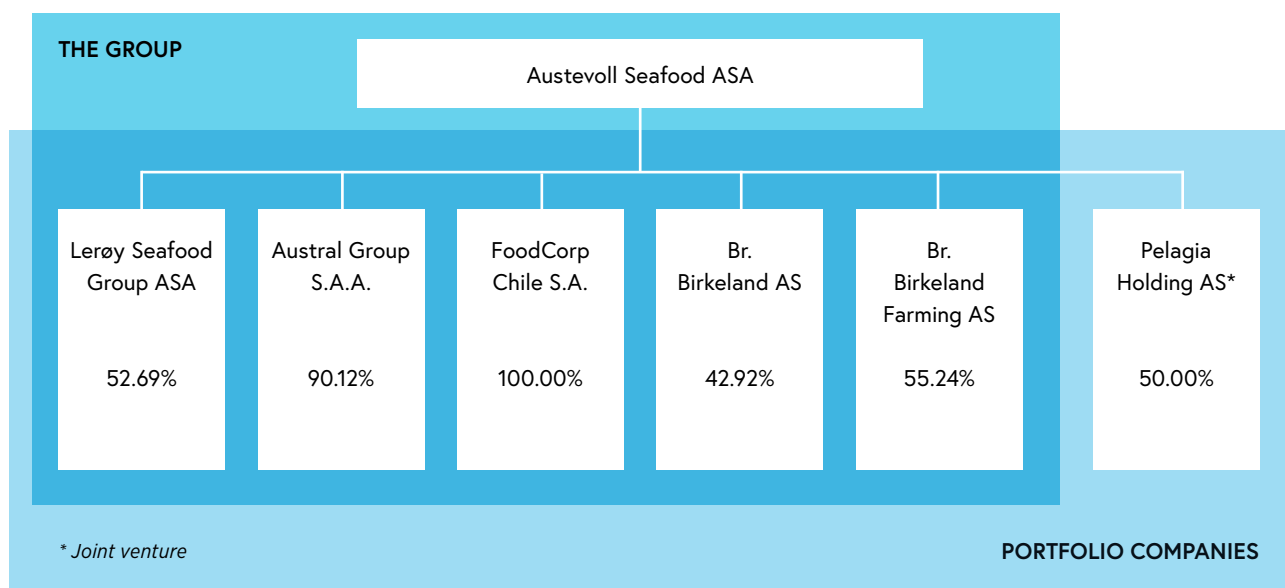 THE GROUP
Austevoll Seafood ASA
Lerøy Seafood
Group ASA
52.69%
Austral Group
S.A.A.
90.12%
FoodCorp
Chile S.A.
100.00%
Br.
Birkeland AS
42.92%
Br.
Birkeland
Farming AS
55.24%
Pelagia
Holding AS*
50.00%
* Joint venture
PORTFOLIO COMPANIES